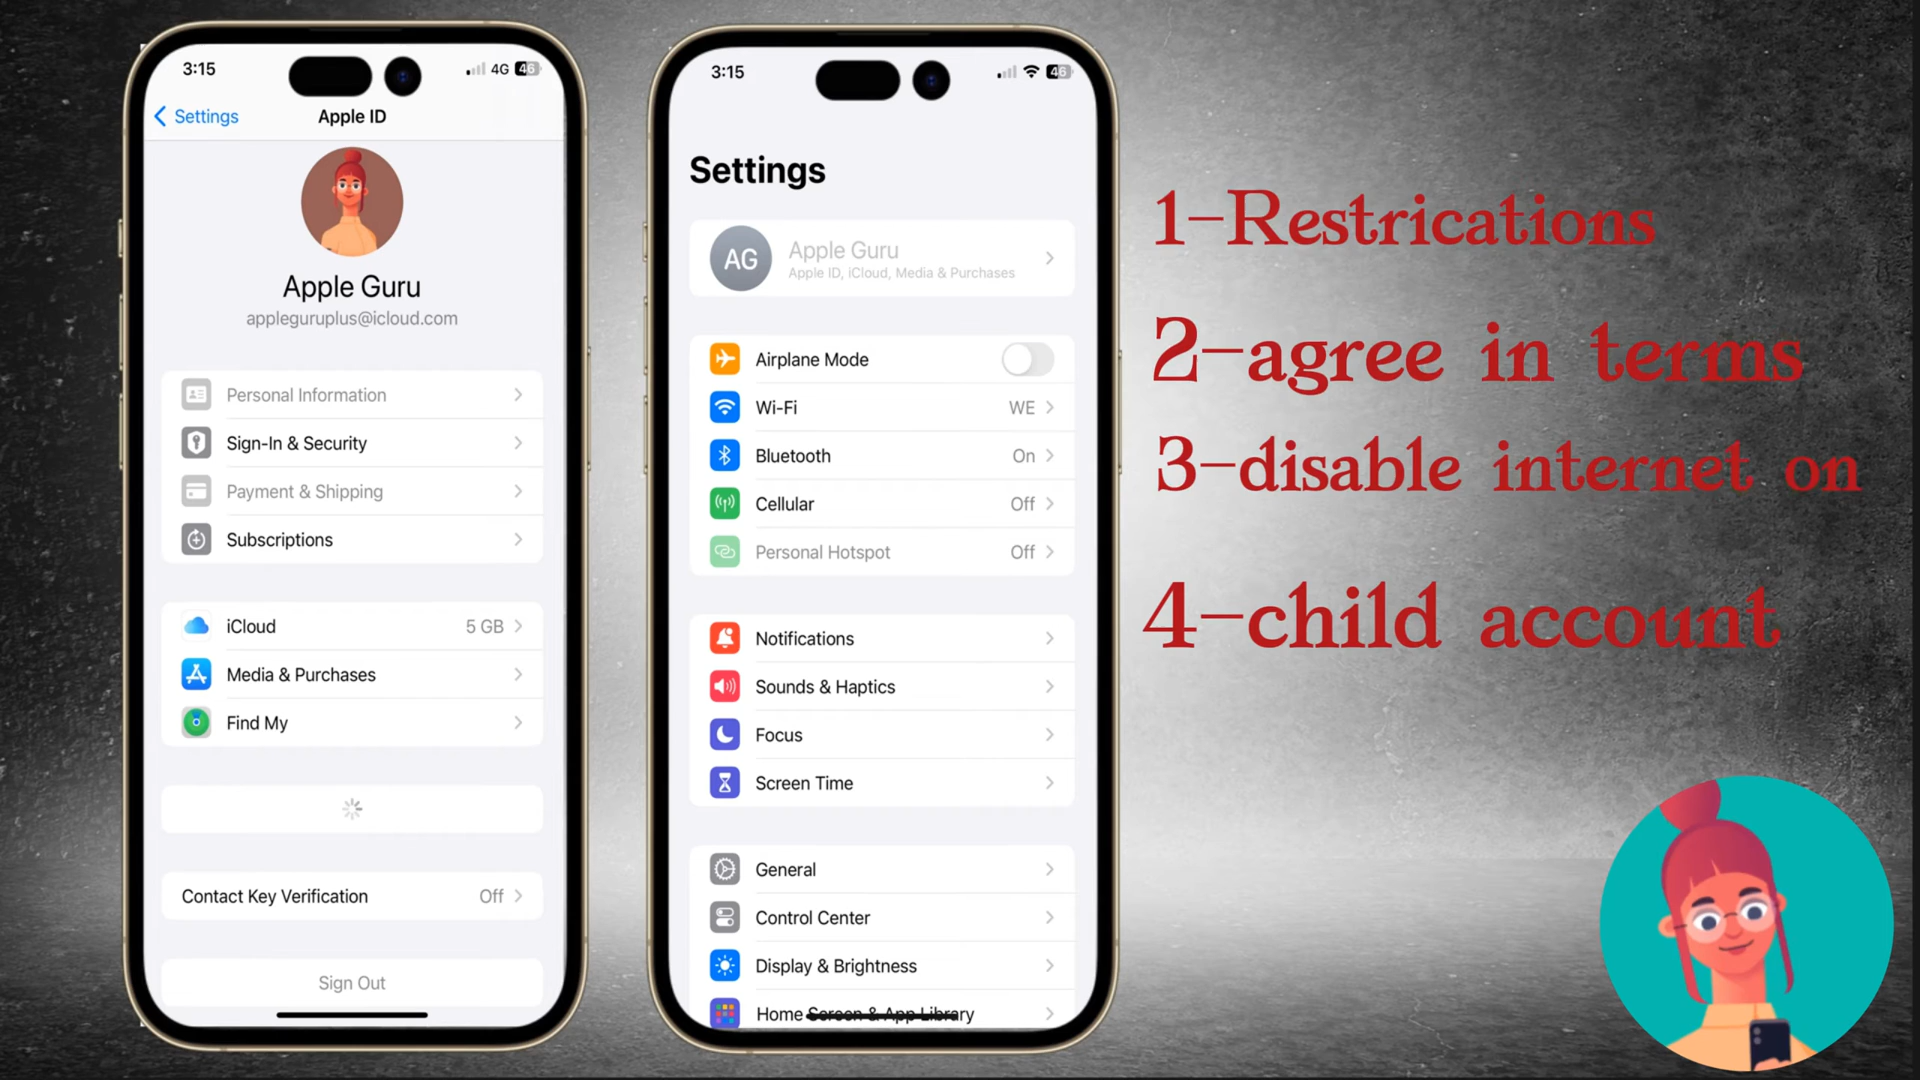 3:15
4G 46
Settings
Apple ID
Apple Guru
appleguruplus@icloud.com
Personal Information
Sign-In & Security
Payment & Shipping
Subscriptions
iCloud 5 GB
Media & Purchases
Find My
Contact Key Verification Off
Sign Out
3:15
46
Settings
AG
Apple Guru
Apple ID, iCloud, Media & Purchases
Airplane Mode
Wi-Fi WE
Bluetooth On
Cellular Off
Personal Hotspot Off
Notifications
Sounds & Haptics
Focus
Screen Time
General
Control Center
Display & Brightness
Home Screen & App Library
1-Restrications
2-agree in terms
3-disable internet on
4-child account